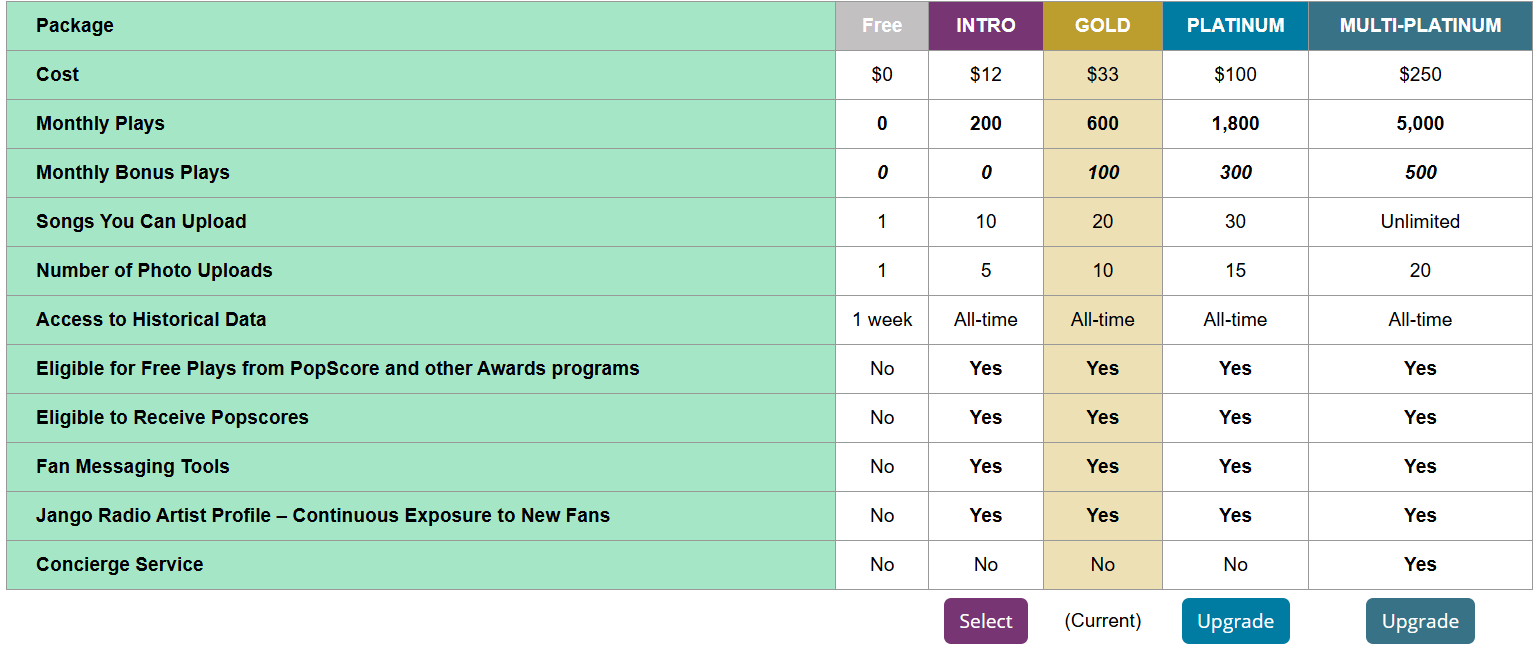 Package Free INTRO GOLD PLATINUM MULTI-PLATINUM
Cost $0 $12 $33 $100 $250
Monthly Plays 0 200 600 1,800 5,000
Monthly Bonus Plays 0 0 100 300 500
Songs You Can Upload 1 10 20 30 Unlimited
Number of Photo Uploads 1 5 10 15 20
Access to Historical Data 1 week All-time All-time All-time All-time
Eligible for Free Plays from PopScore and other Awards programs No Yes Yes Yes Yes
Eligible to Receive Popscores No Yes Yes Yes Yes
Fan Messaging Tools No Yes Yes Yes Yes
Jango Radio Artist Profile – Continuous Exposure to New Fans No Yes Yes Yes Yes
Concierge Service No No No No Yes
Select (Current) Upgrade Upgrade